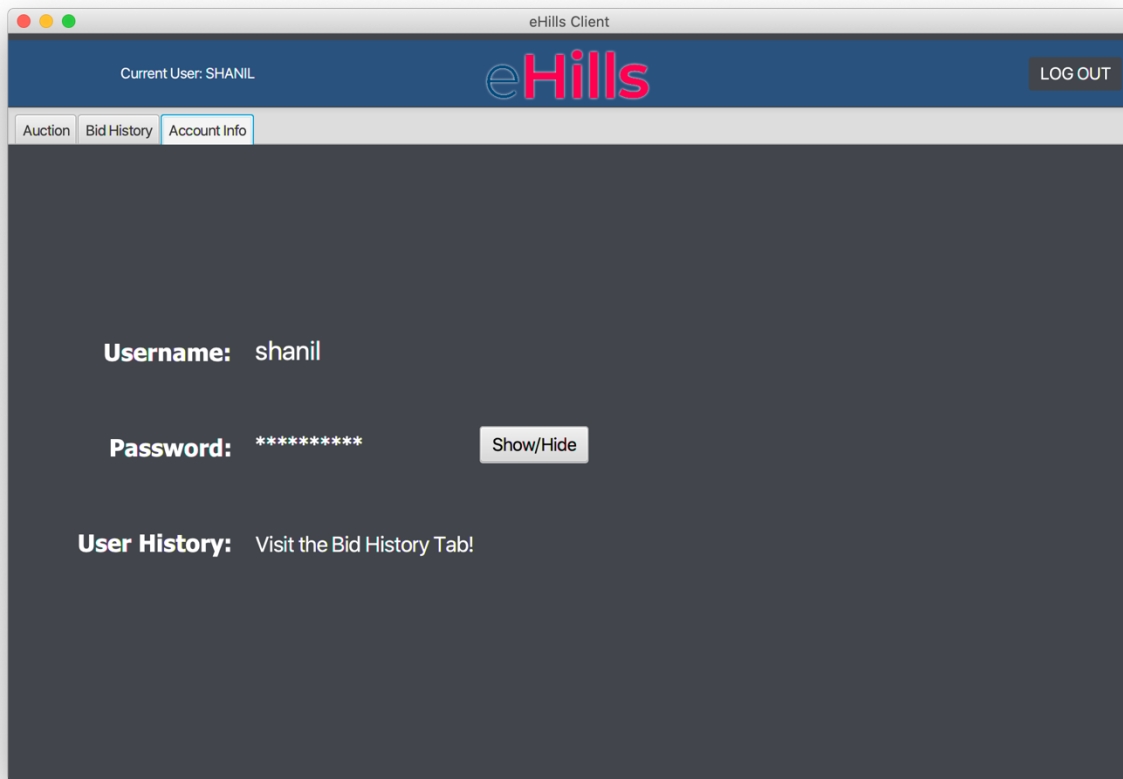 eHills Client
Current User: SHANIL
eHills
LOG OUT
Auction Bid History Account Info
Username: shanil
Password: ********** Show/Hide
User History: Visit the Bid History Tab!